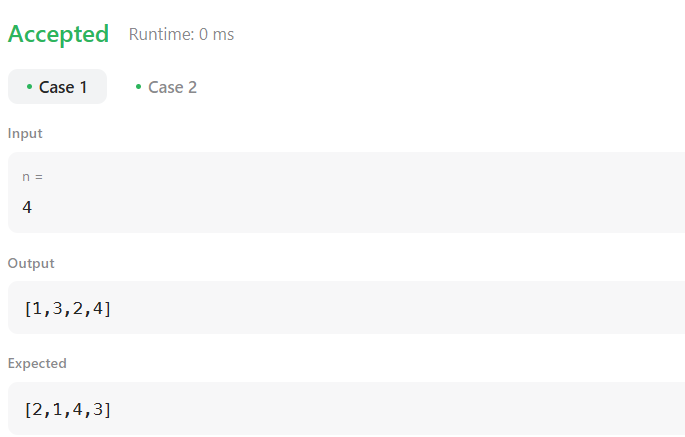 Accepted Runtime: 0 ms
• Case 1 • Case 2
Input
n =
4
Output
[1,3,2,4]
Expected
[2,1,4,3]